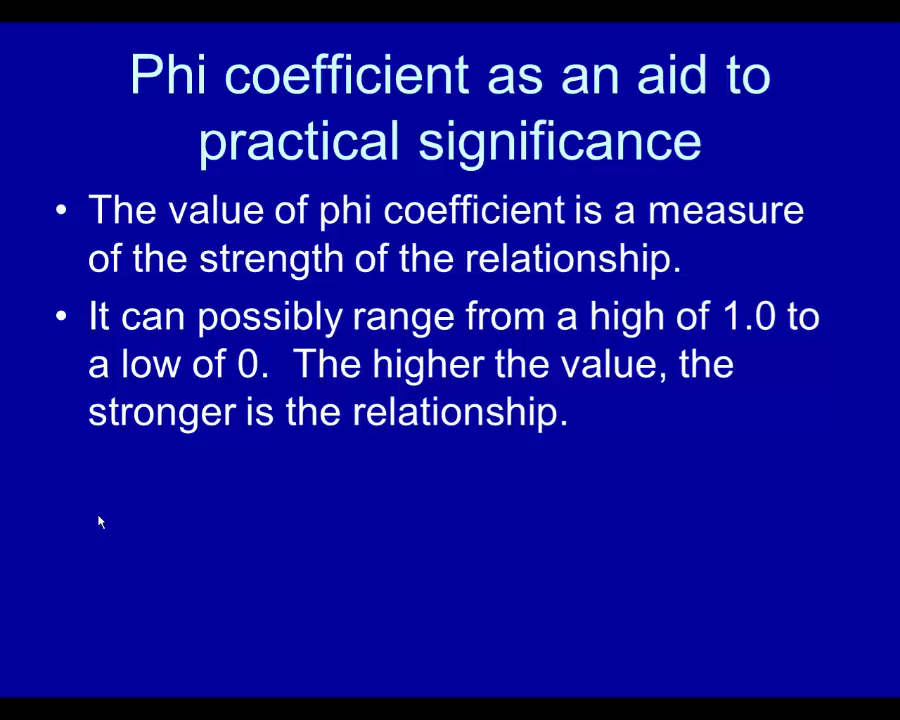 Phi coefficient as an aid to
practical significance
• The value of phi coefficient is a measure
of the strength of the relationship.
• It can possibly range from a high of 1.0 to
a low of 0.  The higher the value, the
stronger is the relationship.